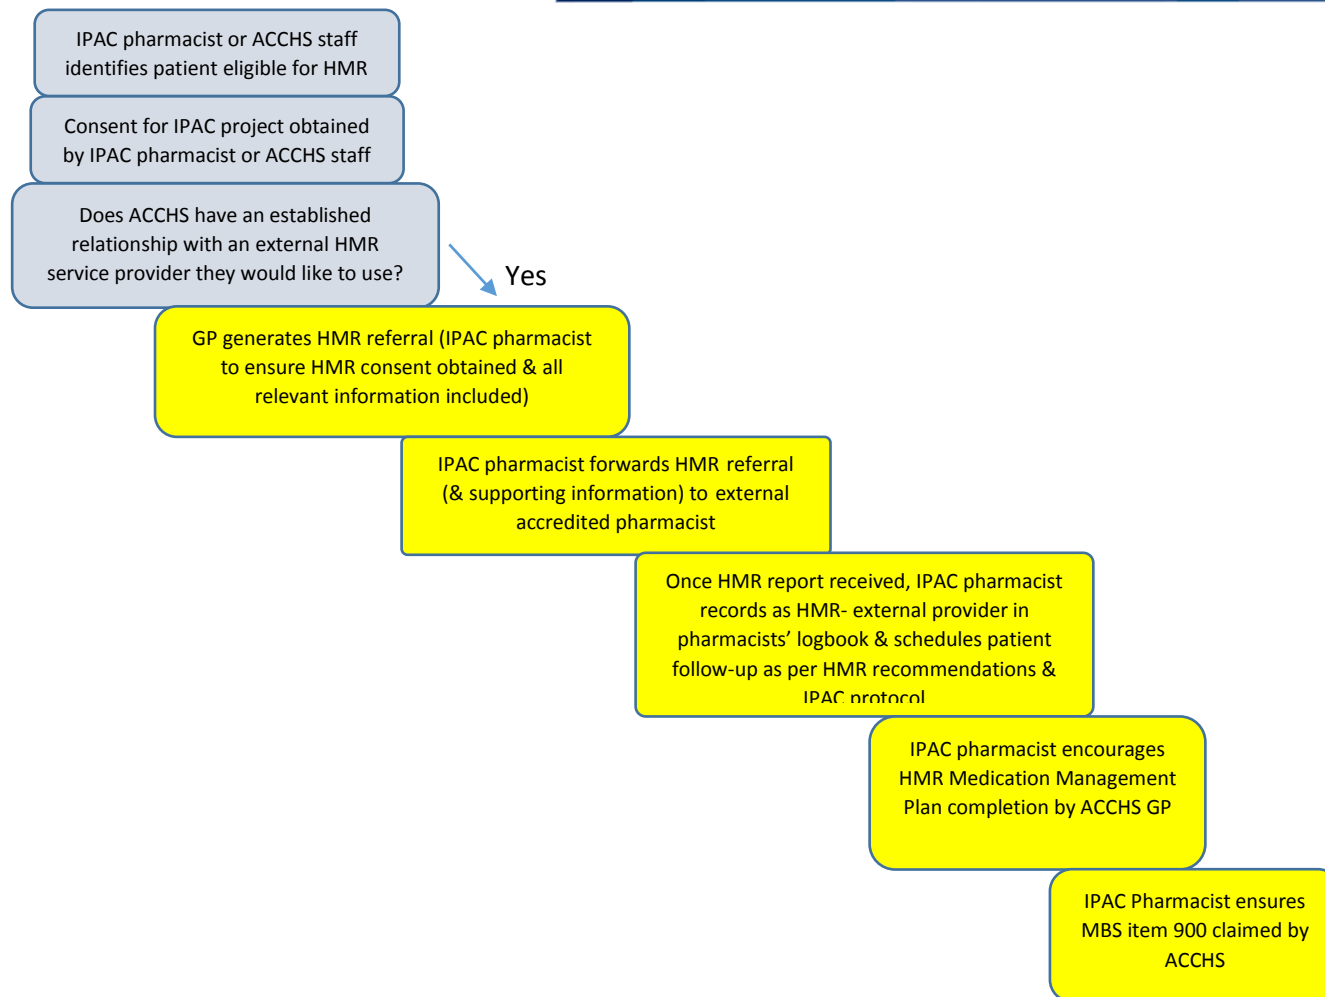 IPAC pharmacist or ACCHS staff
identifies patient eligible for HMR
Consent for IPAC project obtained
by IPAC pharmacist or ACCHS staff
Does ACCHS have an established
relationship with an external HMR
service provider they would like to use?
Yes
GP generates HMR referral (IPAC pharmacist
to ensure HMR consent obtained & all
relevant information included)
IPAC pharmacist forwards HMR referral
(& supporting information) to external
accredited pharmacist
Once HMR report received, IPAC pharmacist
records as HMR- external provider in
pharmacists’ logbook & schedules patient
follow-up as per HMR recommendations &
IPAC protocol
IPAC pharmacist encourages
HMR Medication Management
Plan completion by ACCHS GP
IPAC Pharmacist ensures
MBS item 900 claimed by
ACCHS